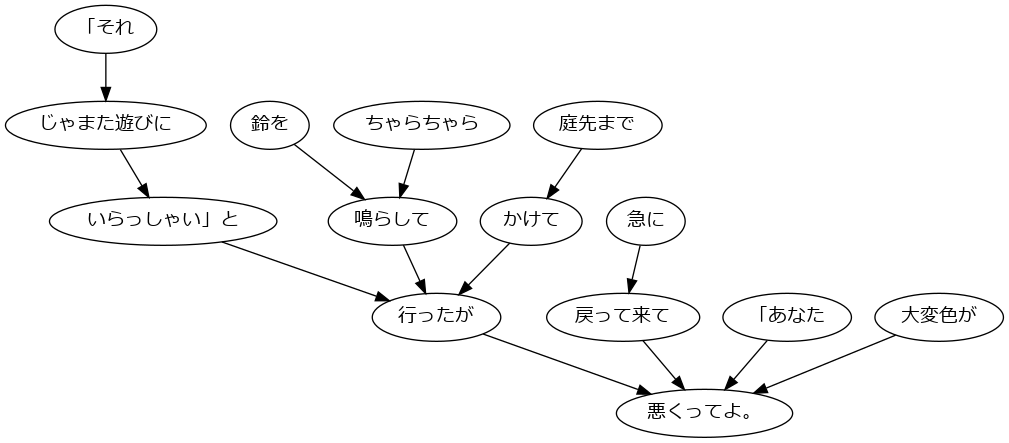 「それ
じゃまた遊びに
鈴を
ちゃらちゃら
庭先まで
いらっしゃい」と
鳴らして
かけて
急に
行ったが
戻って来て
「あなた
大変色が
悪くってよ。